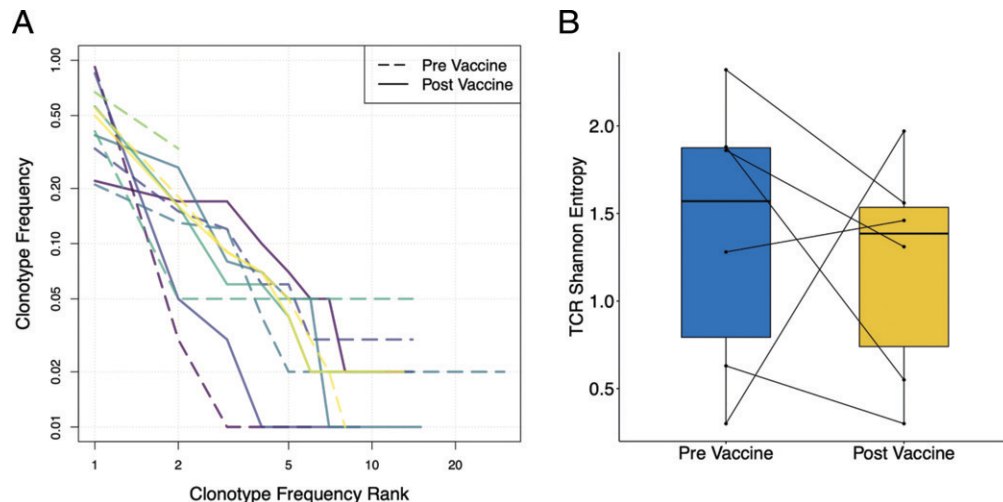 A
B
Pre Vaccine
Post Vaccine
Clonotype Frequency
1.00
0.50
0.20
0.10
0.05
0.02
0.01
1 2 5 10 20
Clonotype Frequency Rank
TCR Shannon Entropy
2.0
1.5
1.0
0.5
Pre Vaccine Post Vaccine